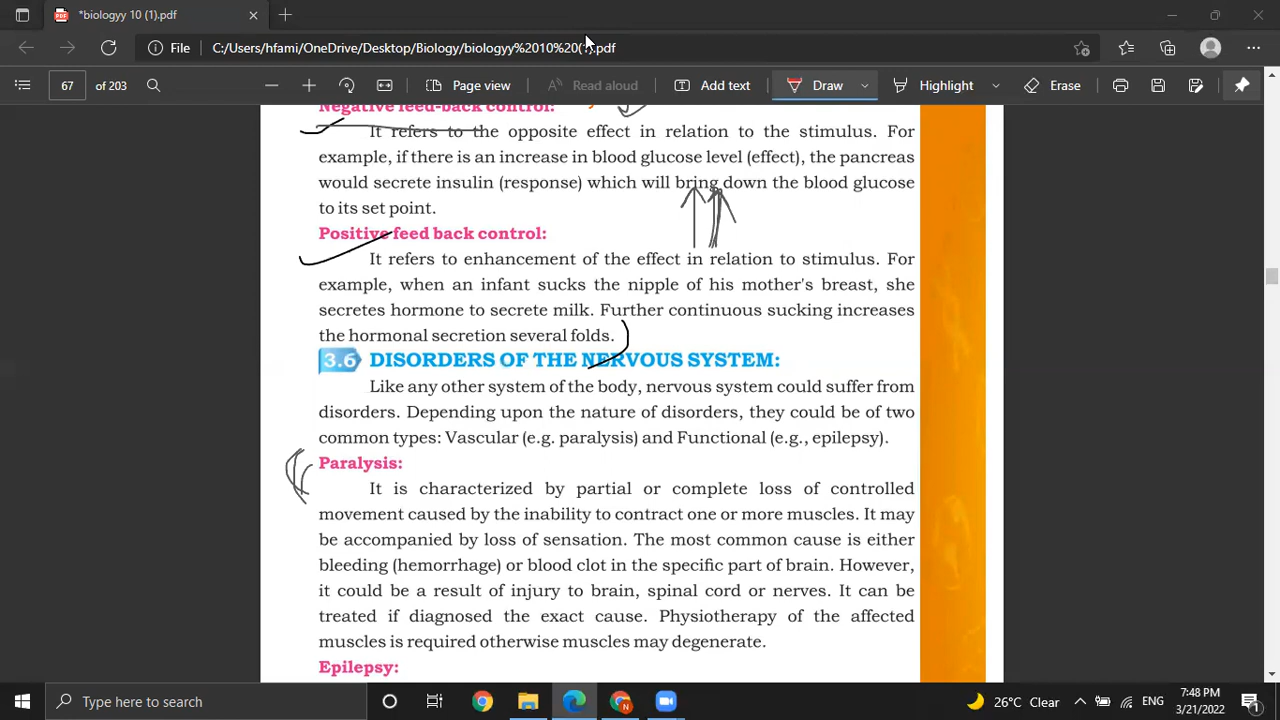 *biologyy 10 (1).pdf
File
C:/Users/hfami/OneDrive/Desktop/Biology/biologyy%2010%20(1).pdf
67 of 203
Page view
Read aloud
Add text
Draw
Highlight
Erase
Negative feed-back control:
It refers to the opposite effect in relation to the stimulus. For
example, if there is an increase in blood glucose level (effect), the pancreas
would secrete insulin (response) which will bring down the blood glucose
to its set point.
Positive feed back control:
It refers to enhancement of the effect in relation to stimulus. For
example, when an infant sucks the nipple of his mother's breast, she
secretes hormone to secrete milk. Further continuous sucking increases
the hormonal secretion several folds.
3.6 DISORDERS OF THE NERVOUS SYSTEM:
Like any other system of the body, nervous system could suffer from
disorders. Depending upon the nature of disorders, they could be of two
common types: Vascular (e.g. paralysis) and Functional (e.g., epilepsy).
Paralysis:
It is characterized by partial or complete loss of controlled
movement caused by the inability to contract one or more muscles. It may
be accompanied by loss of sensation. The most common cause is either
bleeding (hemorrhage) or blood clot in the specific part of brain. However,
it could be a result of injury to brain, spinal cord or nerves. It can be
treated if diagnosed the exact cause. Physiotherapy of the affected
muscles is required otherwise muscles may degenerate.
Epilepsy:
Type here to search
26°C Clear
ENG
7:48 PM
3/21/2022